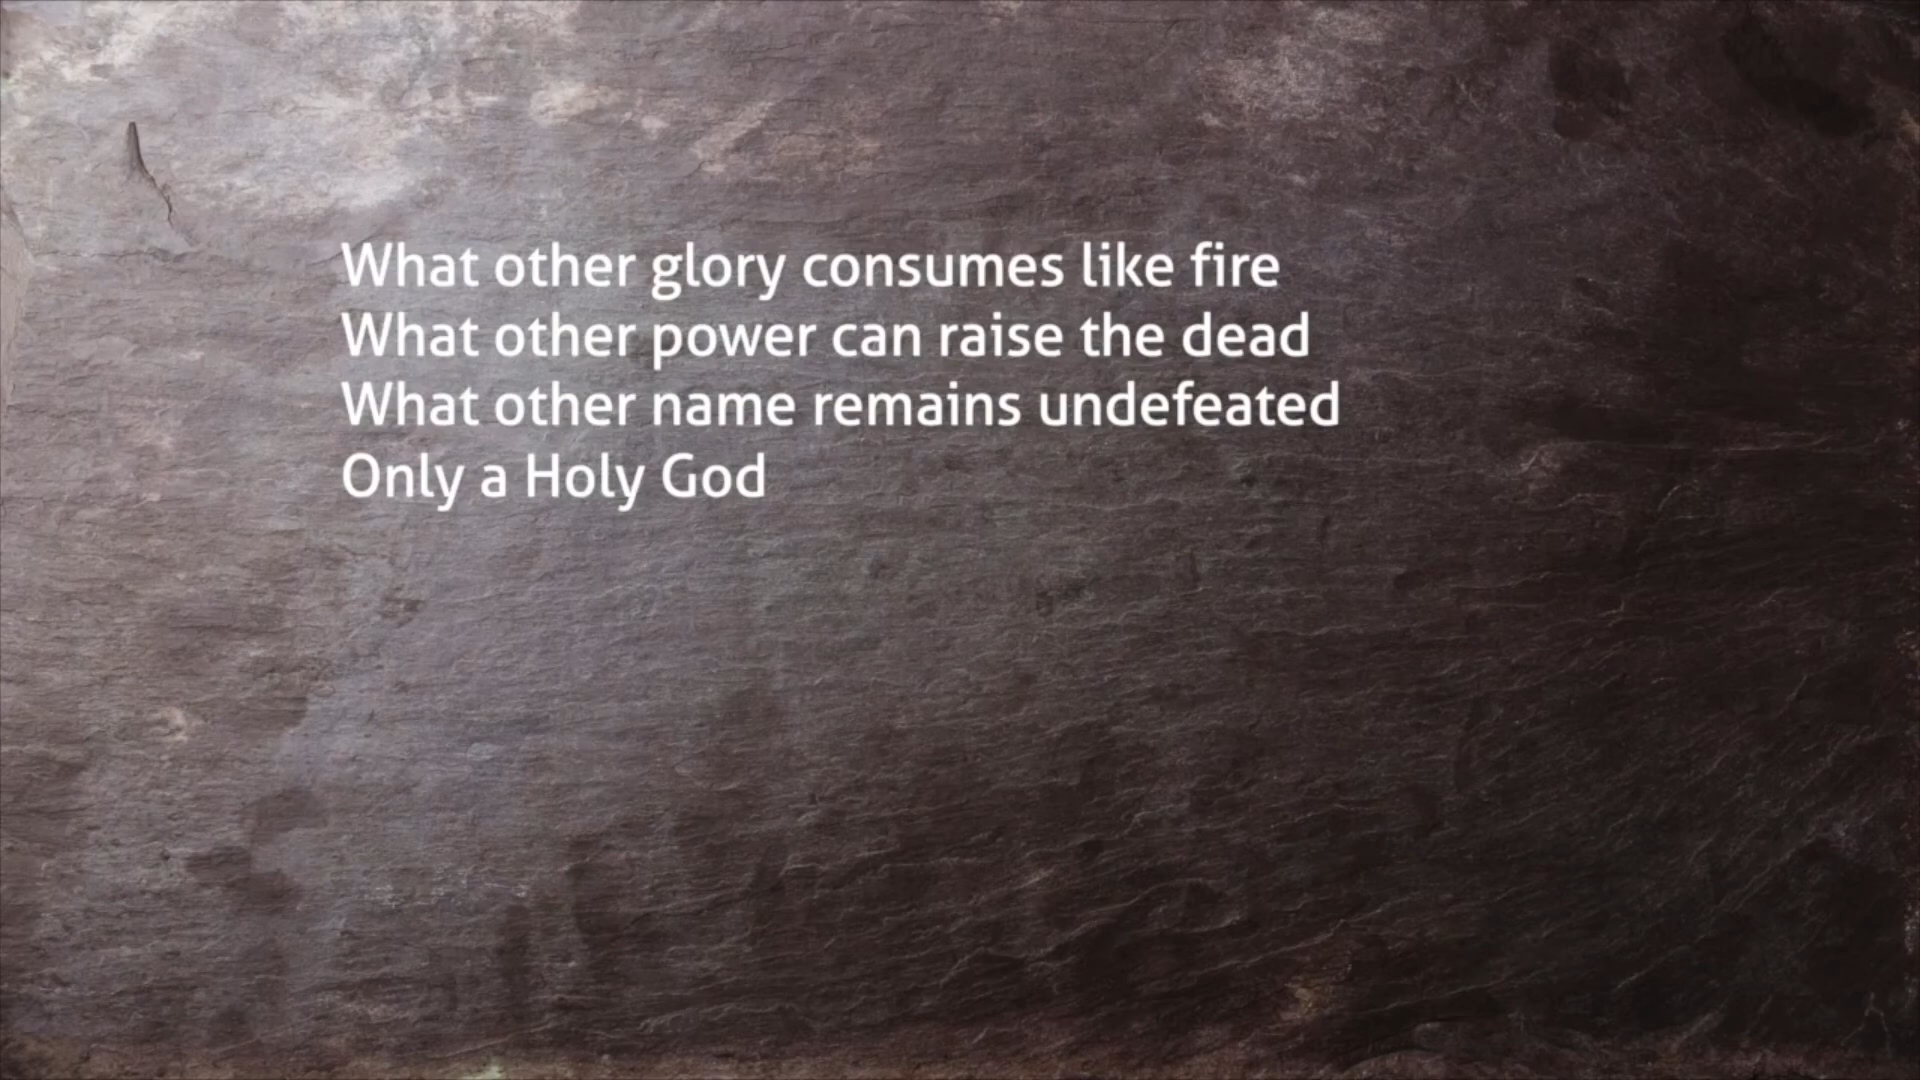 What other glory consumes like fire
What other power can raise the dead
What other name remains undefeated
Only a Holy God